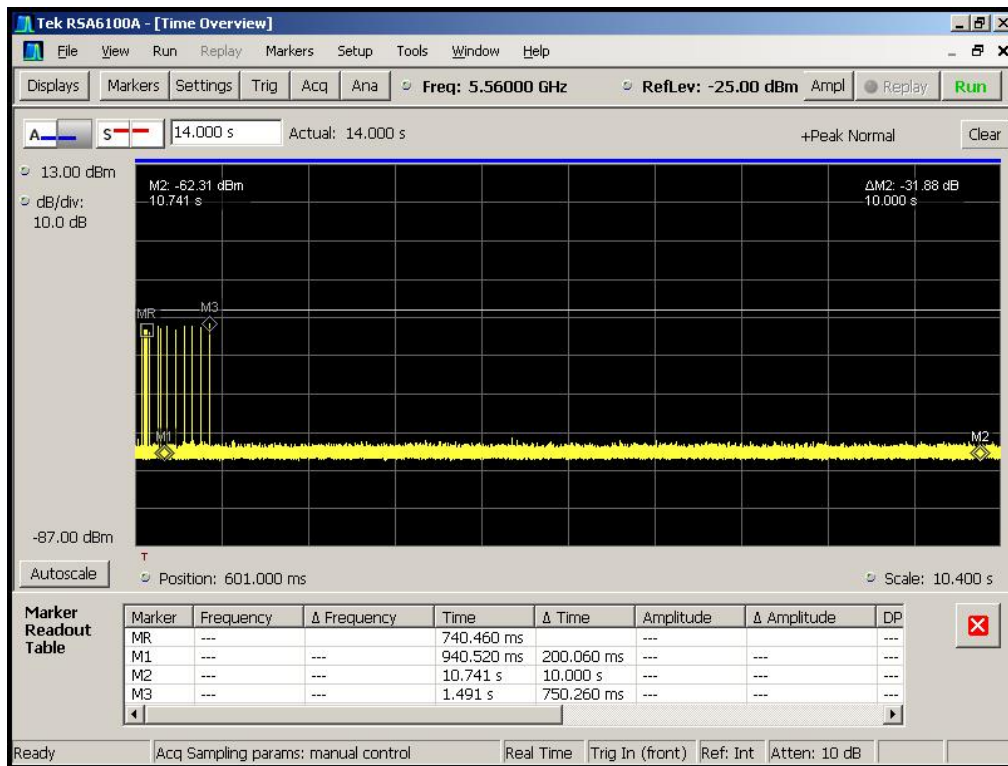 Tek RSA6100A - [Time Overview]
File View Run Replay Markers Setup Tools Window Help
Displays Markers Settings Trig Acq Ana Freq: 5.56000 GHz RefLev: -25.00 dBm Ampl Replay Run
A S 14.000 s Actual: 14.000 s +Peak Normal Clear
13.00 dBm
dB/div:
10.0 dB
M2: -62.31 dBm
10.741 s
ΔM2: -31.88 dB
10.000 s
MR M3
M1 M2
-87.00 dBm
T
Autoscale Position: 601.000 ms Scale: 10.400 s
Marker Readout Table
Marker Frequency Δ Frequency Time Δ Time Amplitude Δ Amplitude DP
MR --- 740.460 ms --- ---
M1 --- --- 940.520 ms 200.060 ms --- --- ---
M2 --- --- 10.741 s 10.000 s --- --- ---
M3 --- --- 1.491 s 750.260 ms --- --- ---
Ready Acq Sampling params: manual control Real Time Trig In (front) Ref: Int Atten: 10 dB